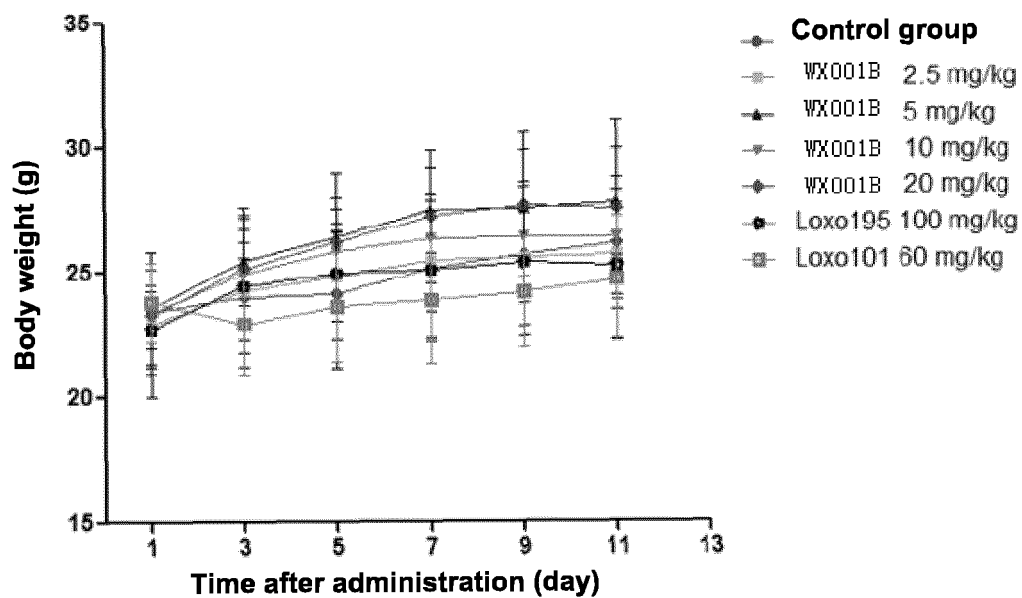 35
30
25
20
15
Body weight (g)
1 3 5 7 9 11 13
Time after administration (day)
Control group
WX001B 2.5 mg/kg
WX001B 5 mg/kg
WX001B 10 mg/kg
WX001B 20 mg/kg
Loxo195 100 mg/kg
Loxo101 60 mg/kg